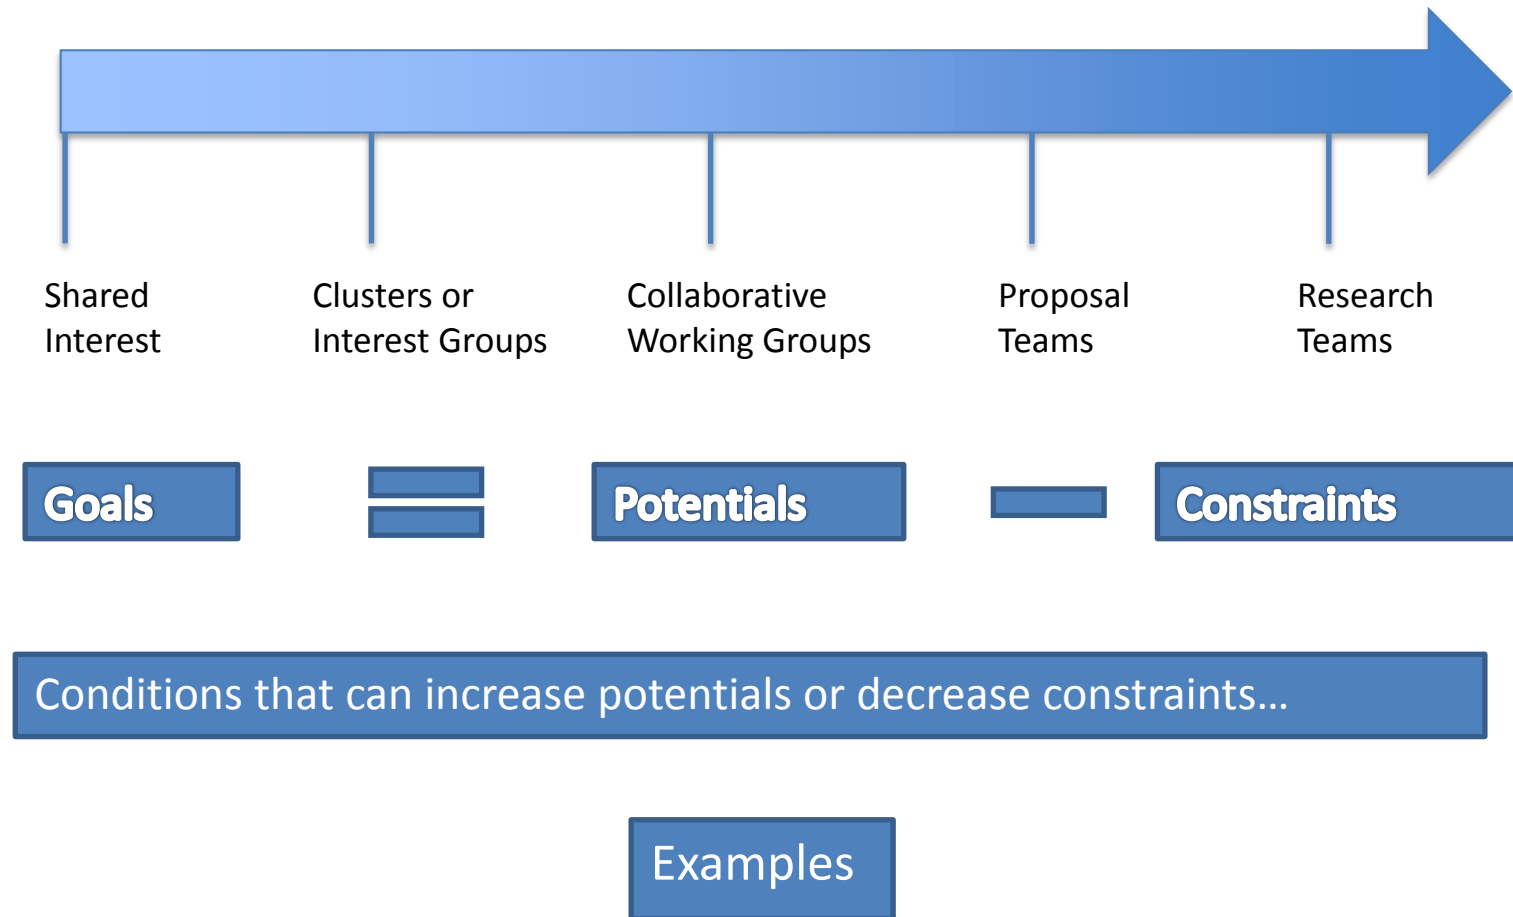 Shared
Interest
Clusters or
Interest Groups
Collaborative
Working Groups
Proposal
Teams
Research
Teams
Goals
Potentials
Constraints
Conditions that can increase potentials or decrease constraints…
Examples